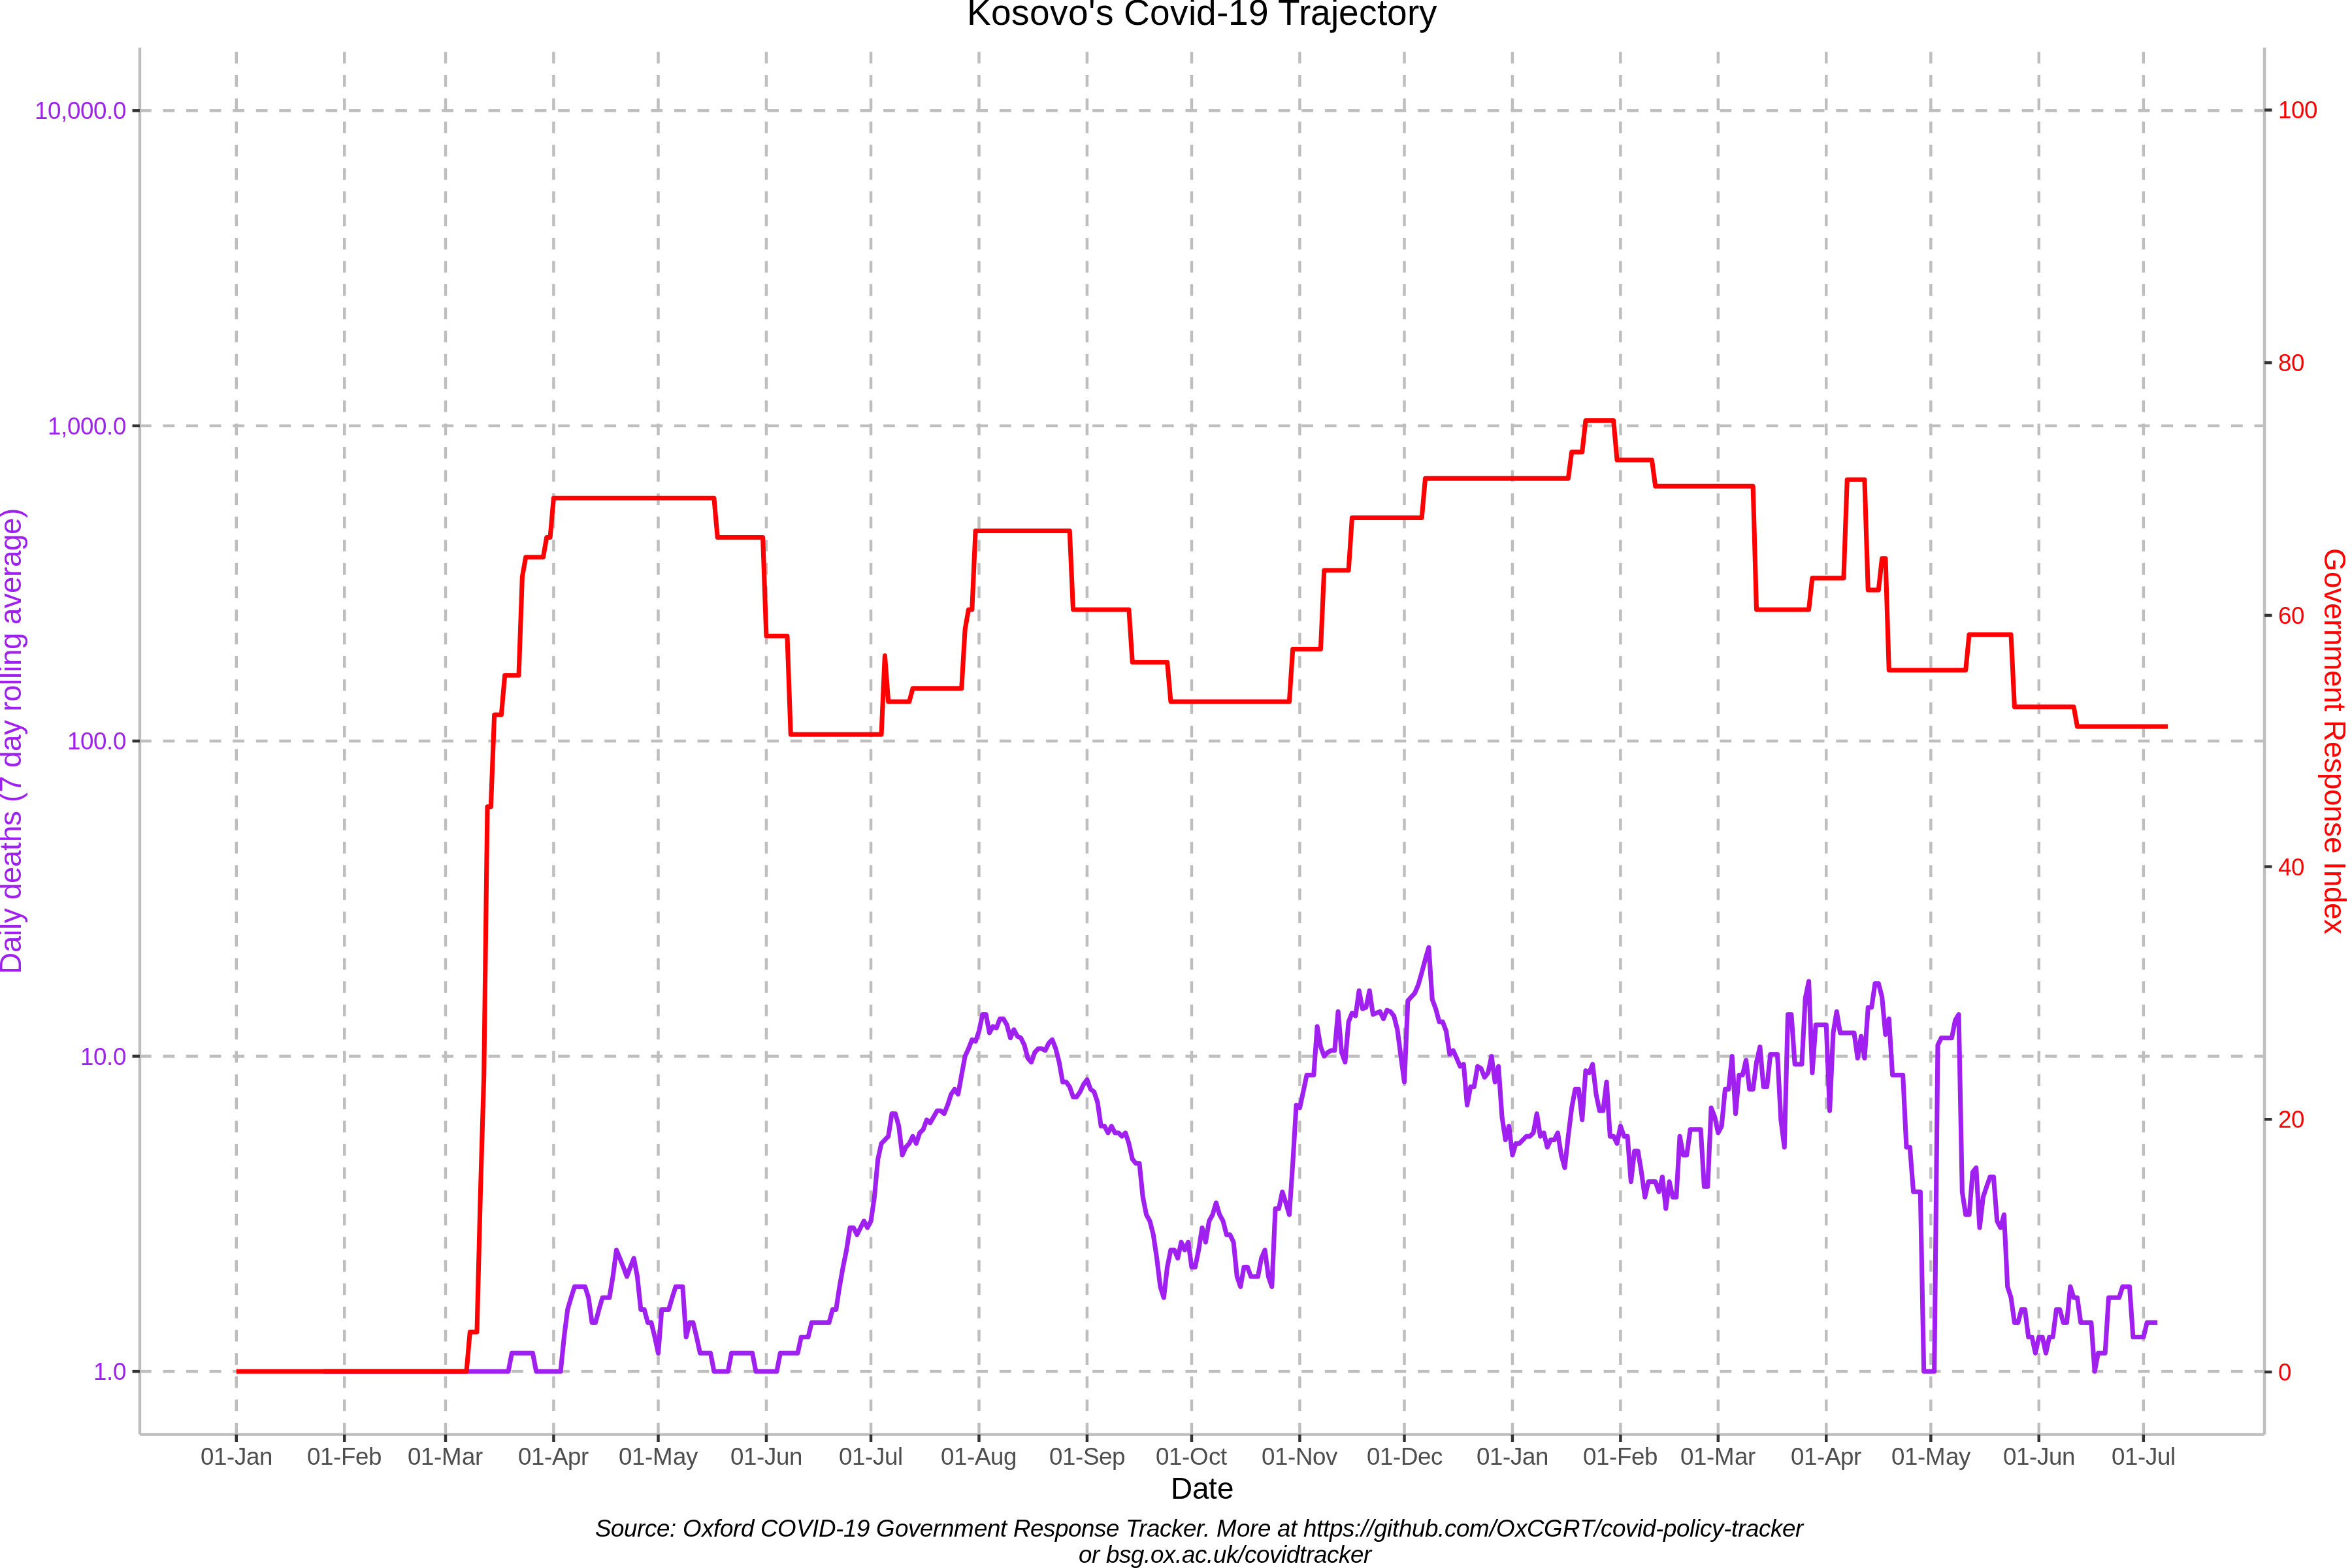 Kosovo's Covid-19 Trajectory
10,000.0
1,000.0
100.0
10.0
1.0
Daily deaths (7 day rolling average)
100
80
60
40
20
0
Government Response Index
01-Jan 01-Feb 01-Mar 01-Apr 01-May 01-Jun 01-Jul 01-Aug 01-Sep 01-Oct 01-Nov 01-Dec 01-Jan 01-Feb 01-Mar 01-Apr 01-May 01-Jun 01-Jul
Date
Source: Oxford COVID-19 Government Response Tracker. More at https://github.com/OxCGRT/covid-policy-tracker
or bsg.ox.ac.uk/covidtracker